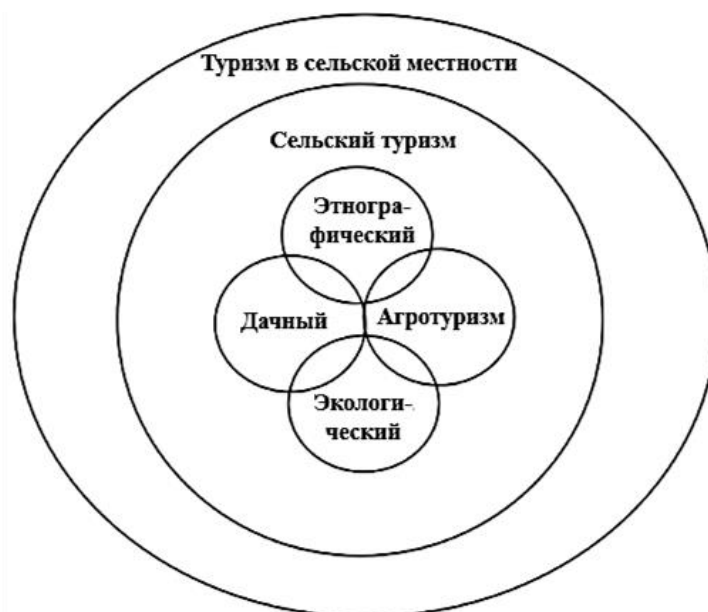 Туризм в сельской местности
Сельский туризм
Этногра-
фический
Дачный
Агротуризм
Экологи-
ческий